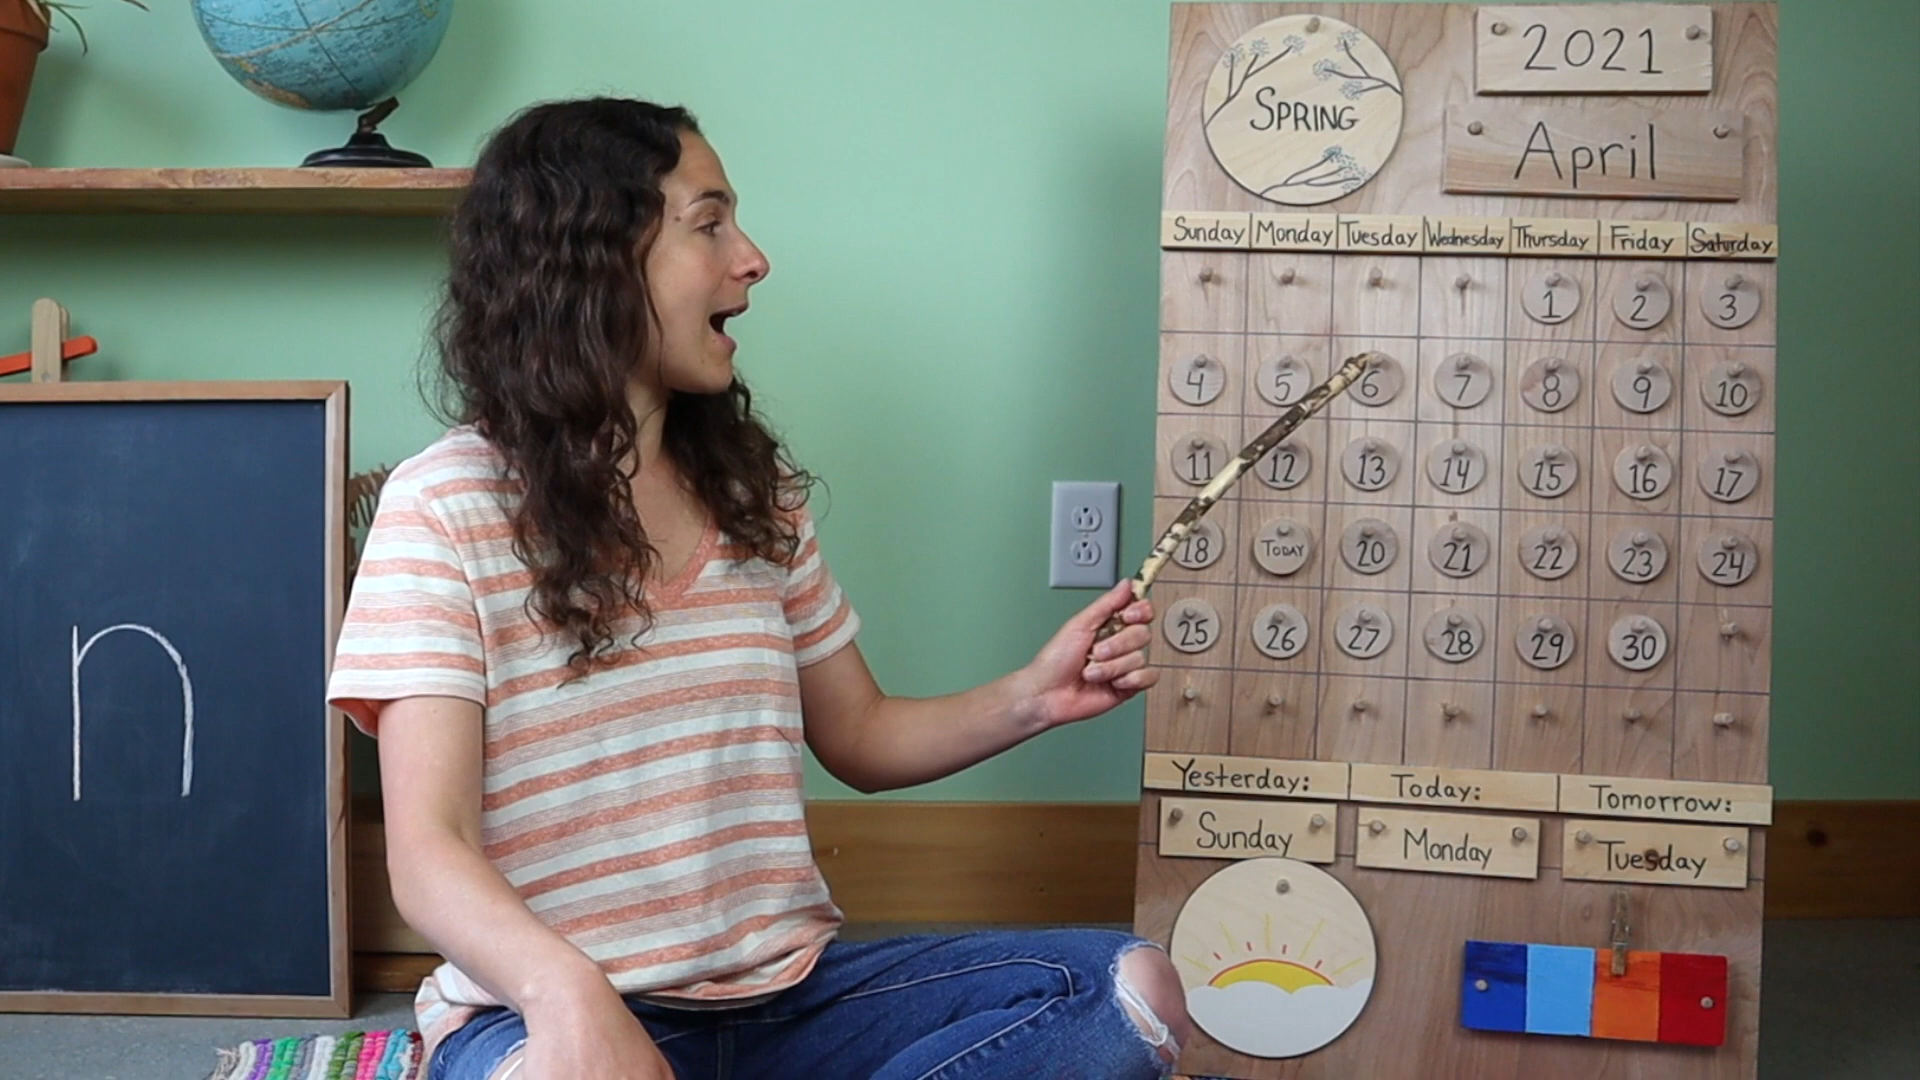 2021
SPRING
April
Sunday Monday Tuesday Wednesday Thursday Friday Saturday
1 2 3
4 5 6 7 8 9 10
11 12 13 14 15 16 17
18 TODAY 20 21 22 23 24
25 26 27 28 29 30
n
Yesterday: Today: Tomorrow:
Sunday Monday Tuesday